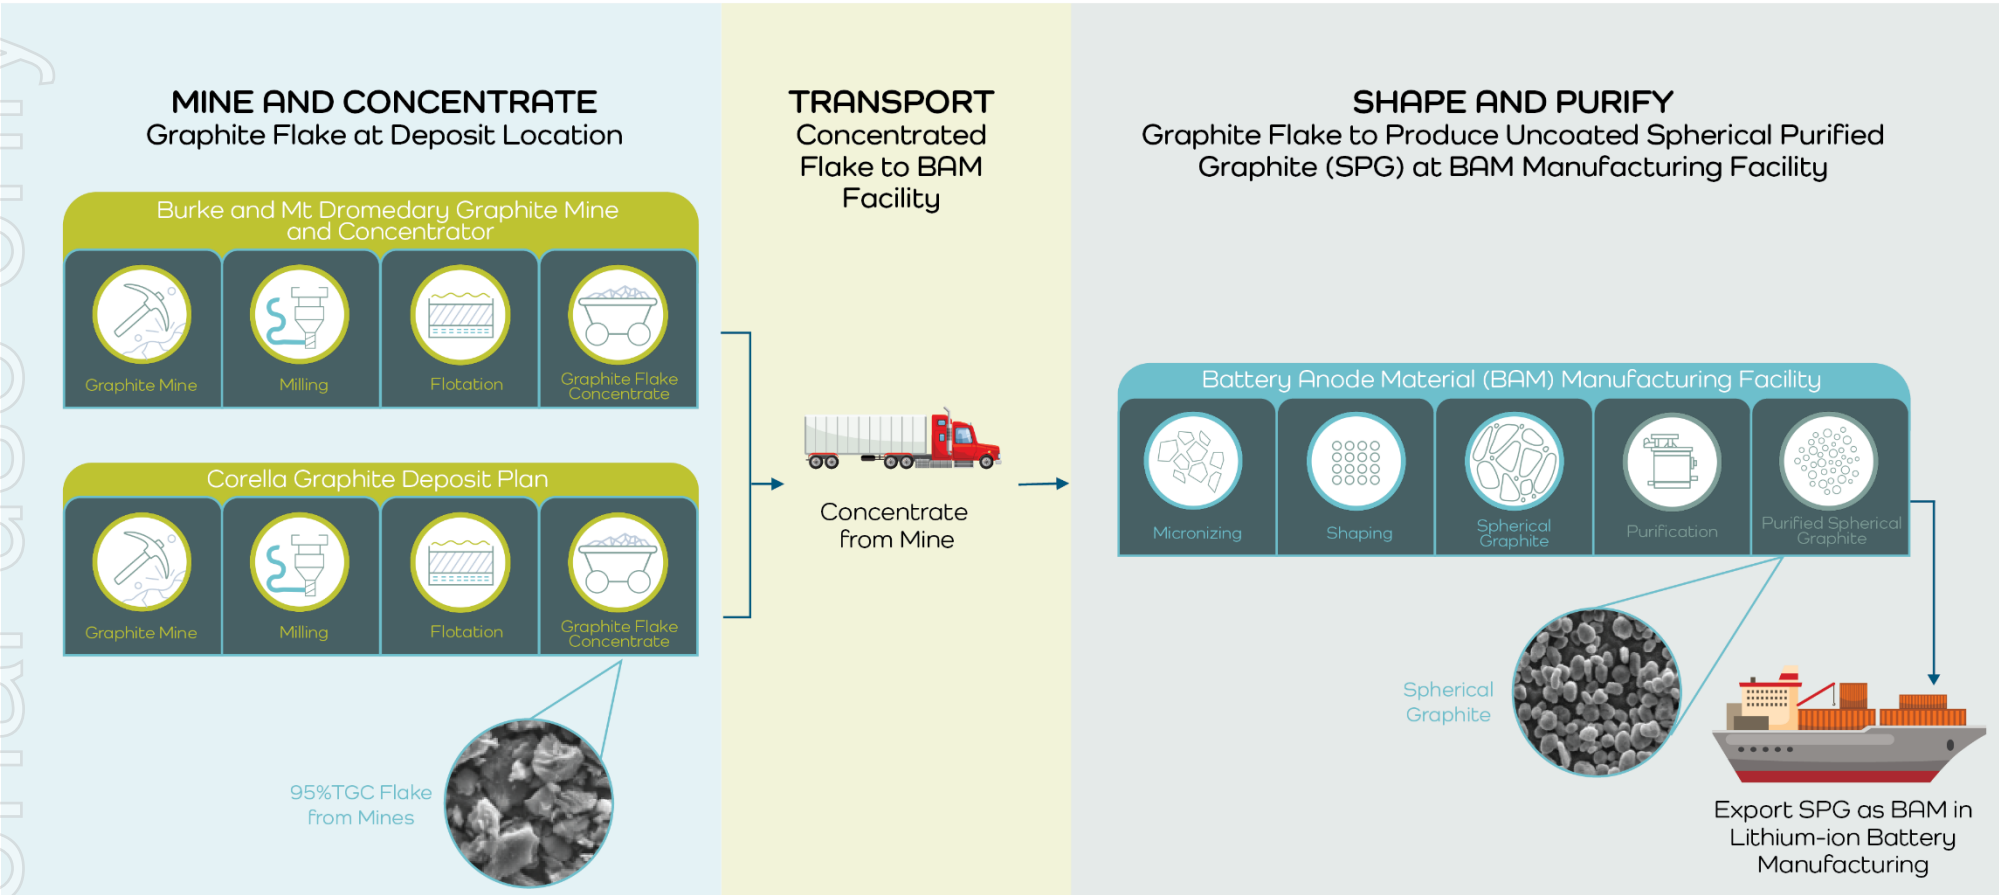 MINE AND CONCENTRATE
Graphite Flake at Deposit Location
Burke and Mt Dromedary Graphite Mine
and Concentrator
Graphite Mine
Milling
Flotation
Graphite Flake
Concentrate
Corella Graphite Deposit Plan
Graphite Mine
Milling
Flotation
Graphite Flake
Concentrate
95%TGC Flake
from Mines
TRANSPORT
Concentrated
Flake to BAM
Facility
Concentrate
from Mine
SHAPE AND PURIFY
Graphite Flake to Produce Uncoated Spherical Purified
Graphite (SPG) at BAM Manufacturing Facility
Battery Anode Material (BAM) Manufacturing Facility
Micronizing
Shaping
Spherical
Graphite
Purification
Purified Spherical
Graphite
Spherical
Graphite
Export SPG as BAM in
Lithium-ion Battery
Manufacturing